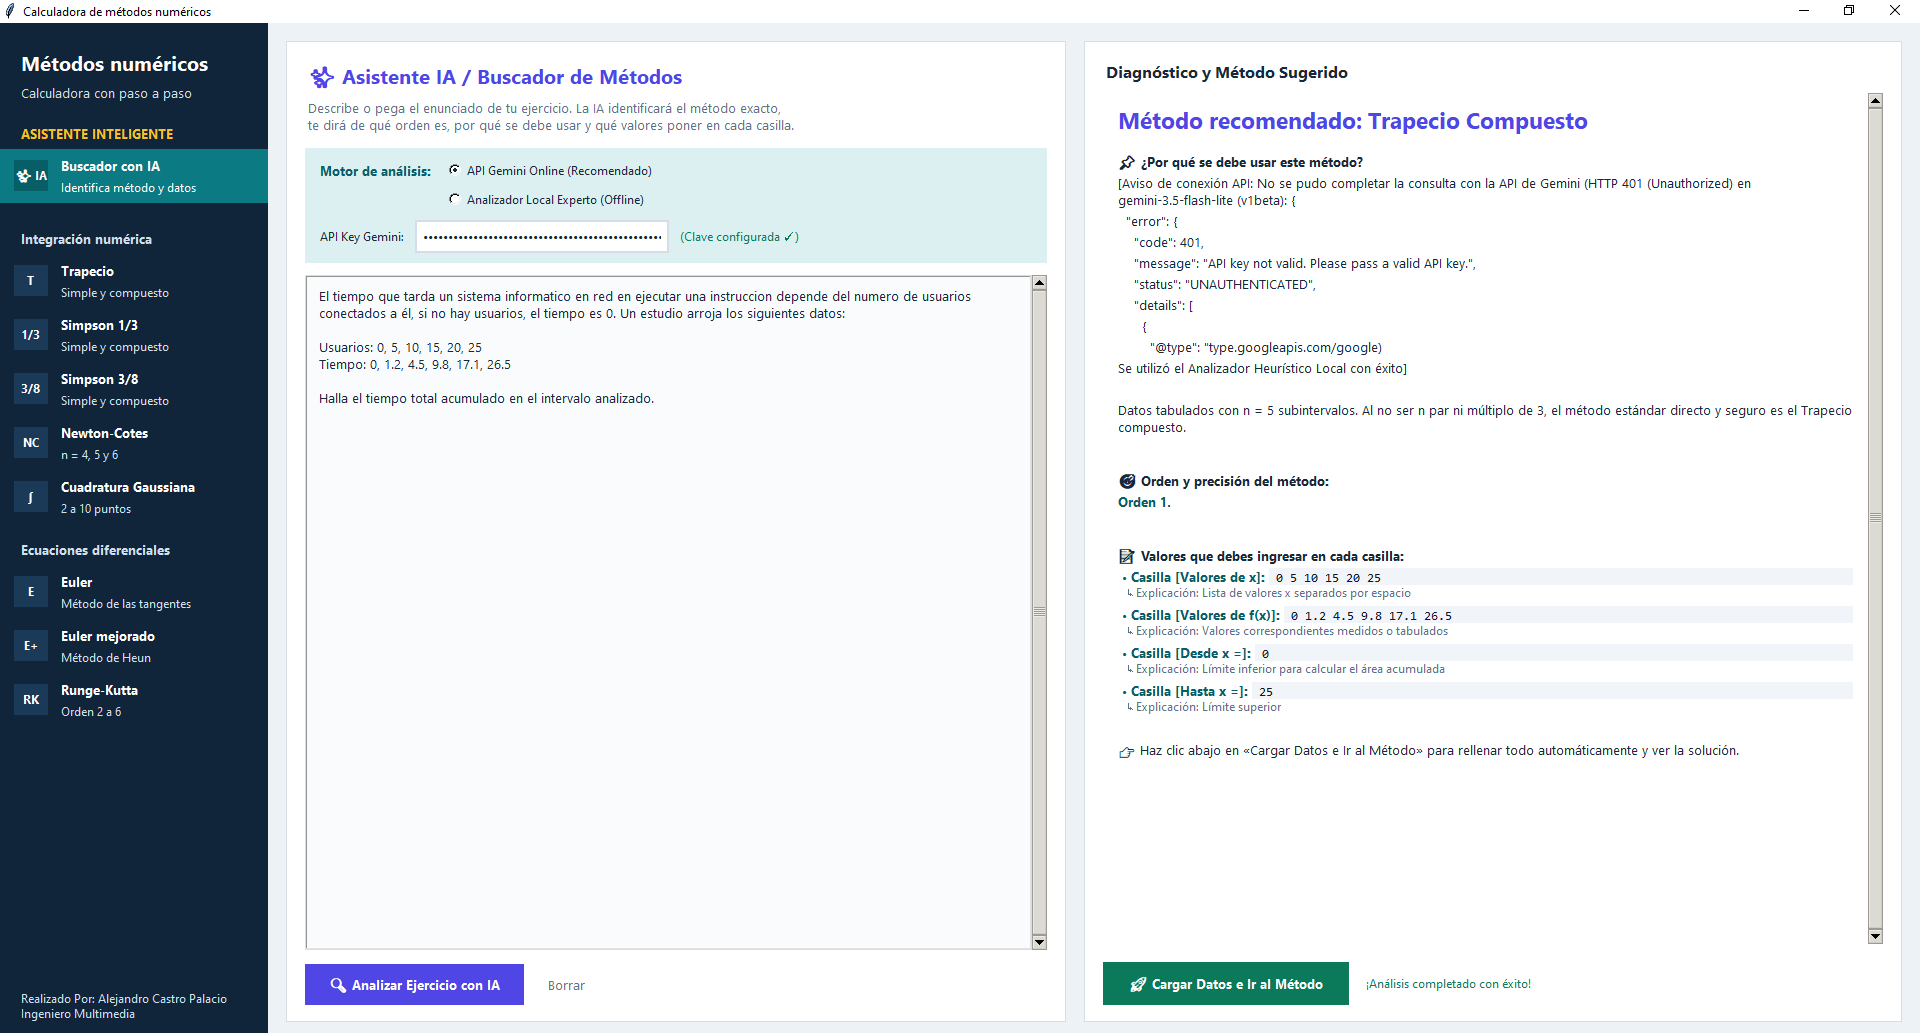 Calculadora de métodos numéricos
Métodos numéricos
Calculadora con paso a paso
ASISTENTE INTELIGENTE
IA
Buscador con IA
Identifica método y datos
Integración numérica
T
Trapecio
Simple y compuesto
1/3
Simpson 1/3
Simple y compuesto
3/8
Simpson 3/8
Simple y compuesto
NC
Newton-Cotes
n = 4, 5 y 6
∫
Cuadratura Gaussiana
2 a 10 puntos
Ecuaciones diferenciales
E
Euler
Método de las tangentes
E+
Euler mejorado
Método de Heun
RK
Runge-Kutta
Orden 2 a 6
Realizado Por: Alejandro Castro Palacio
Ingeniero Multimedia
Asistente IA / Buscador de Métodos
Describe o pega el enunciado de tu ejercicio. La IA identificará el método exacto,
te dirá de qué orden es, por qué se debe usar y qué valores poner en cada casilla.
Motor de análisis:
API Gemini Online (Recomendado)
Analizador Local Experto (Offline)
API Key Gemini:
(Clave configurada ✓)
El tiempo que tarda un sistema informatico en red en ejecutar una instruccion depende del numero de usuarios
conectados a él, si no hay usuarios, el tiempo es 0. Un estudio arroja los siguientes datos:
Usuarios: 0, 5, 10, 15, 20, 25
Tiempo: 0, 1.2, 4.5, 9.8, 17.1, 26.5
Halla el tiempo total acumulado en el intervalo analizado.
Analizar Ejercicio con IA
Borrar
Diagnóstico y Método Sugerido
Método recomendado: Trapecio Compuesto
¿Por qué se debe usar este método?
[Aviso de conexión API: No se pudo completar la consulta con la API de Gemini (HTTP 401 (Unauthorized) en
gemini-3.5-flash-lite (v1beta): {
"error": {
"code": 401,
"message": "API key not valid. Please pass a valid API key.",
"status": "UNAUTHENTICATED",
"details": [
{
"@type": "type.googleapis.com/google)
Se utilizó el Analizador Heurístico Local con éxito]
Datos tabulados con n = 5 subintervalos. Al no ser n par ni múltiplo de 3, el método estándar directo y seguro es el Trapecio
compuesto.
Orden y precisión del método:
Orden 1.
Valores que debes ingresar en cada casilla:
• Casilla [Valores de x]: 0 5 10 15 20 25
↳ Explicación: Lista de valores x separados por espacio
• Casilla [Valores de f(x)]: 0 1.2 4.5 9.8 17.1 26.5
↳ Explicación: Valores correspondientes medidos o tabulados
• Casilla [Desde x =]: 0
↳ Explicación: Límite inferior para calcular el área acumulada
• Casilla [Hasta x =]: 25
↳ Explicación: Límite superior
Haz clic abajo en «Cargar Datos e Ir al Método» para rellenar todo automáticamente y ver la solución.
Cargar Datos e Ir al Método
¡Análisis completado con éxito!